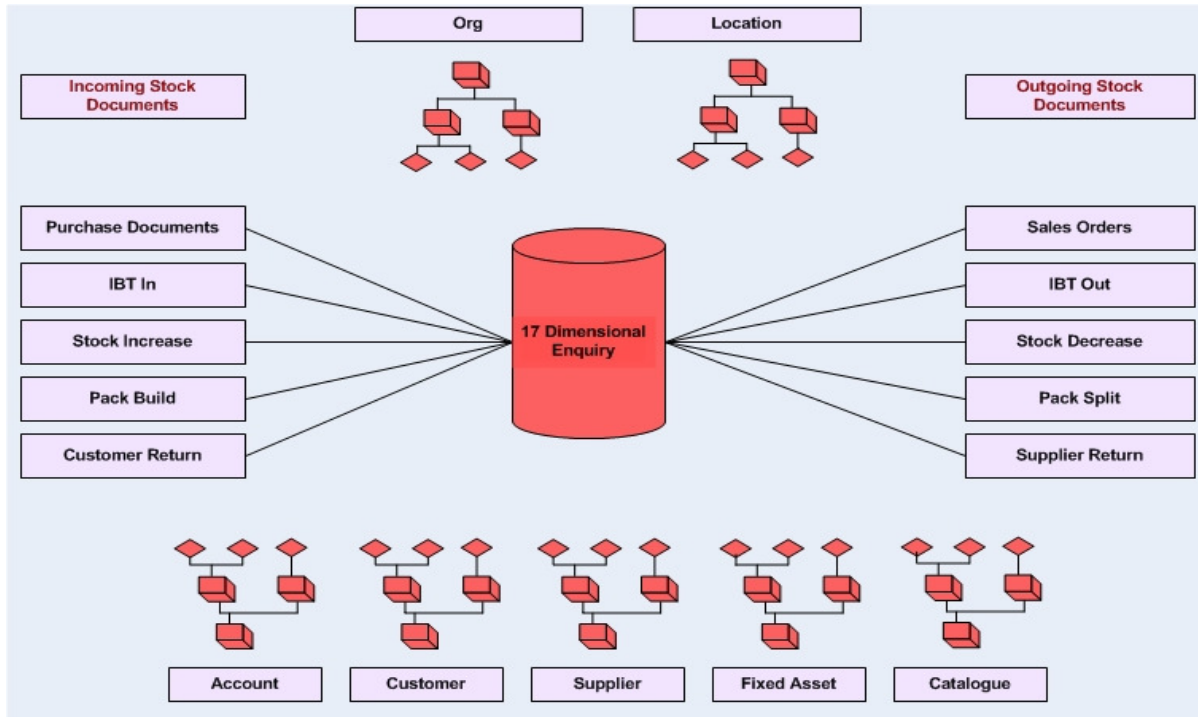 Org
Location
Incoming Stock
Documents
Outgoing Stock
Documents
Purchase Documents
Sales Orders
IBT In
IBT Out
Stock Increase
17 Dimensional
Enquiry
Stock Decrease
Pack Build
Pack Split
Customer Return
Supplier Return
Account
Customer
Supplier
Fixed Asset
Catalogue